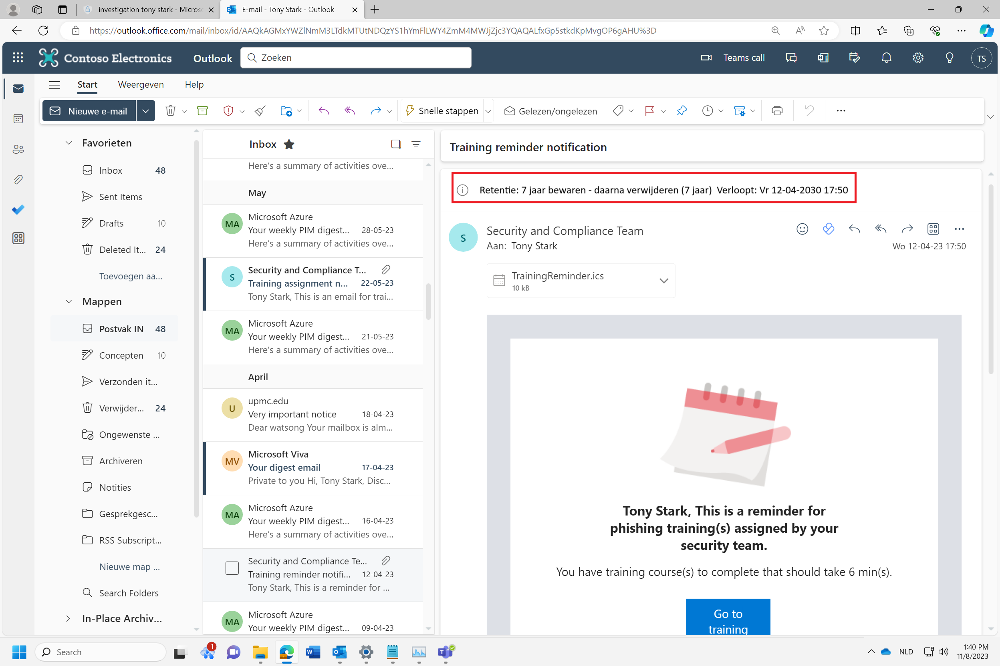 investigation tony stark - Micros
E-mail - Tony Stark - Outlook
https://outlook.office.com/mail/inbox/id/AAQkAGMxYWZlNmM3LTdkMTUtNDQzYS1hYmFlLWY4ZmM4MWJjZjc3YQAQALfxGp5stkdKpMvgOP6gAHU%3D
Contoso Electronics
Outlook
Zoeken
Teams call
TS
Start
Weergeven
Help
Nieuwe e-mail
Snelle stappen
Gelezen/ongelezen
Favorieten
Inbox 48
Sent Items
Drafts 10
Deleted It... 24
Toevoegen aa...
Mappen
Postvak IN 48
Concepten 10
Verzonden it...
Verwijder... 24
Ongewenste ...
Archiveren
Notities
Gesprekgesc...
RSS Subscript...
Nieuwe map ...
Search Folders
In-Place Archiv...
Inbox
Here's a summary of activities ove...
May
MA
Microsoft Azure
Your weekly PIM digest... 28-05-23
Here's a summary of activities ove...
S
Security and Compliance T...
Training assignment n... 22-05-23
Tony Stark, This is an email for trai...
MA
Microsoft Azure
Your weekly PIM digest... 21-05-23
Here's a summary of activities ove...
April
U
upmc.edu
Very important notice 18-04-23
Dear watsong Your mailbox is alm...
MV
Microsoft Viva
Your digest email 17-04-23
Private to you Hi, Tony Stark, Disc...
MA
Microsoft Azure
Your weekly PIM digest... 16-04-23
Here's a summary of activities ove...
Security and Compliance Te...
Training reminder notifi... 12-04-23
Tony Stark, This is a reminder for ...
MA
Microsoft Azure
Your weekly PIM digest... 09-04-23
Training reminder notification
Retentie: 7 jaar bewaren - daarna verwijderen (7 jaar) Verloopt: Vr 12-04-2030 17:50
S
Security and Compliance Team
Aan: Tony Stark
Wo 12-04-23 17:50
TrainingReminder.ics
10 kB
Tony Stark, This is a reminder for
phishing training(s) assigned by your
security team.
You have training course(s) to complete that should take 6 min(s).
Go to
training
Search
1
NLD
1:40 PM
11/8/2023